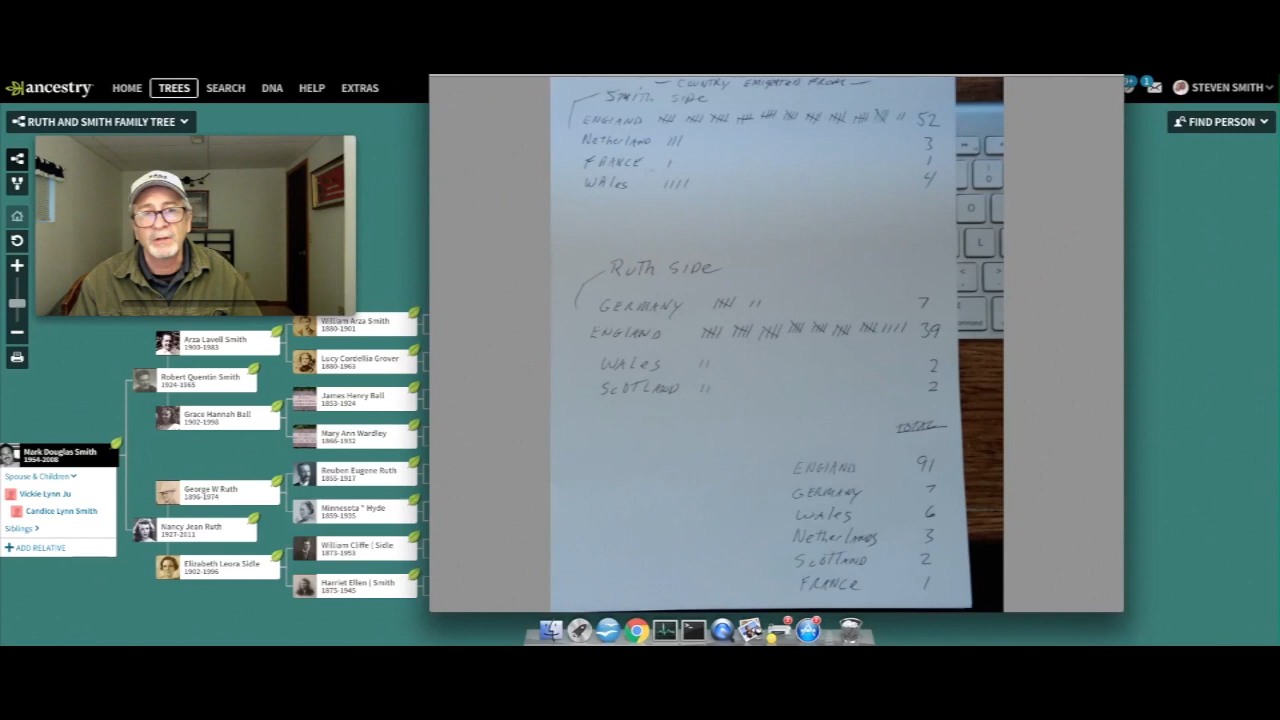 ancestry HOME TREES SEARCH DNA HELP EXTRAS
1 STEVEN SMITH
RUTH AND SMITH FAMILY TREE
FIND PERSON
William Arza Smith
1880-1901
Arza Lavell Smith
1900-1983
Lucy Cordellia Grover
1880-1963
Robert Quentin Smith
1924-1965
James Henry Ball
1853-1924
Grace Hannah Ball
1902-1998
Mary Ann Wardley
1866-1932
Mark Douglas Smith
1954-2008
Spouse & Children
Vickie Lynn Ju
Candice Lynn Smith
Siblings
ADD RELATIVE
Reuben Eugene Ruth
1855-1917
George W Ruth
1896-1974
Minnesota " Hyde
1859-1935
Nancy Jean Ruth
1927-2011
William Cliffe ( Sidle
1873-1953
Elizabeth Leora Sidle
1902-1996
Harriet Ellen ( Smith
1875-1945
— COUNTRY EMIGRATED FROM —
SMITH SIDE
ENGLAND 52
Netherland 3
FRANCE 1
WALES 4
Ruth SIDE
GERMANY 7
ENGLAND 39
WALES 2
SCOTLAND 2
TOTAL
ENGLAND 91
GERMANY 7
WALES 6
NetherlANDS 3
SCOTLAND 2
FRANCE 1